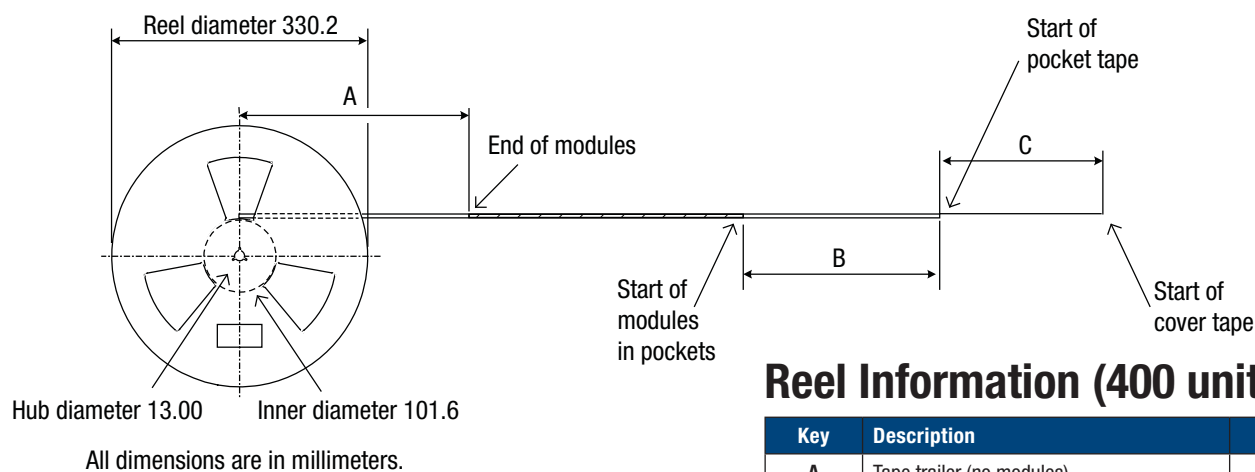 Reel diameter 330.2
Start of
pocket tape
A
End of modules
C
B
Start of
modules
in pockets
Start of
cover tape
Hub diameter 13.00
Inner diameter 101.6
All dimensions are in millimeters.
Reel Information (400 unit
Key Description
A Tape trailer (no modules)